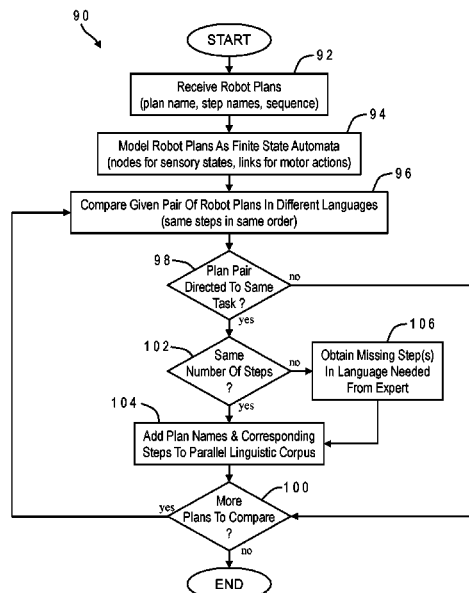 90
START
92
Receive Robot Plans
(plan name, step names, sequence)
94
Model Robot Plans As Finite State Automata
(nodes for sensory states, links for motor actions)
96
Compare Given Pair Of Robot Plans In Different Languages
(same steps in same order)
98
Plan Pair
Directed To Same
Task ?
no
yes
102
Same
Number Of Steps
?
no
yes
106
Obtain Missing Step(s)
In Language Needed
From Expert
104
Add Plan Names & Corresponding
Steps To Parallel Linguistic Corpus
100
More
Plans To Compare
?
yes
no
END